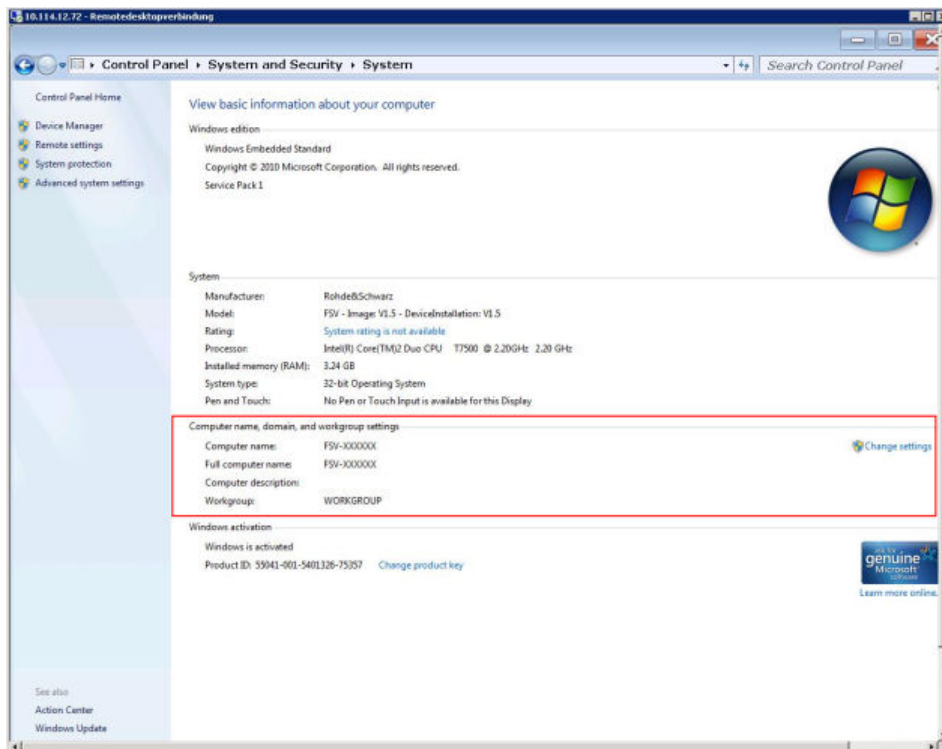 10.114.12.72 - Remotedesktopverbindung
Control Panel ▸ System and Security ▸ System
Search Control Panel
Control Panel Home
Device Manager
Remote settings
System protection
Advanced system settings
View basic information about your computer
Windows edition
Windows Embedded Standard
Copyright © 2010 Microsoft Corporation. All rights reserved.
Service Pack 1
System
Manufacturer: Rohde&Schwarz
Model: FSV - Image: V1.5 - DeviceInstallation: V1.5
Rating: System rating is not available
Processor: Intel(R) Core(TM)2 Duo CPU T7500 @ 2.20GHz 2.20 GHz
Installed memory (RAM): 3.24 GB
System type: 32-bit Operating System
Pen and Touch: No Pen or Touch Input is available for this Display
Computer name, domain, and workgroup settings
Computer name: FSV-XXXXXX
Change settings
Full computer name: FSV-XXXXXX
Computer description:
Workgroup: WORKGROUP
Windows activation
Windows is activated
Product ID: 55041-001-5401326-75357 Change product key
genuine
Microsoft
Learn more online.
See also
Action Center
Windows Update